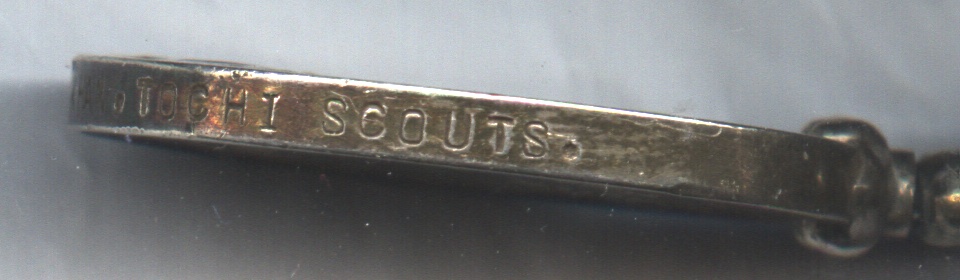 . TOCHI SCOUTS.